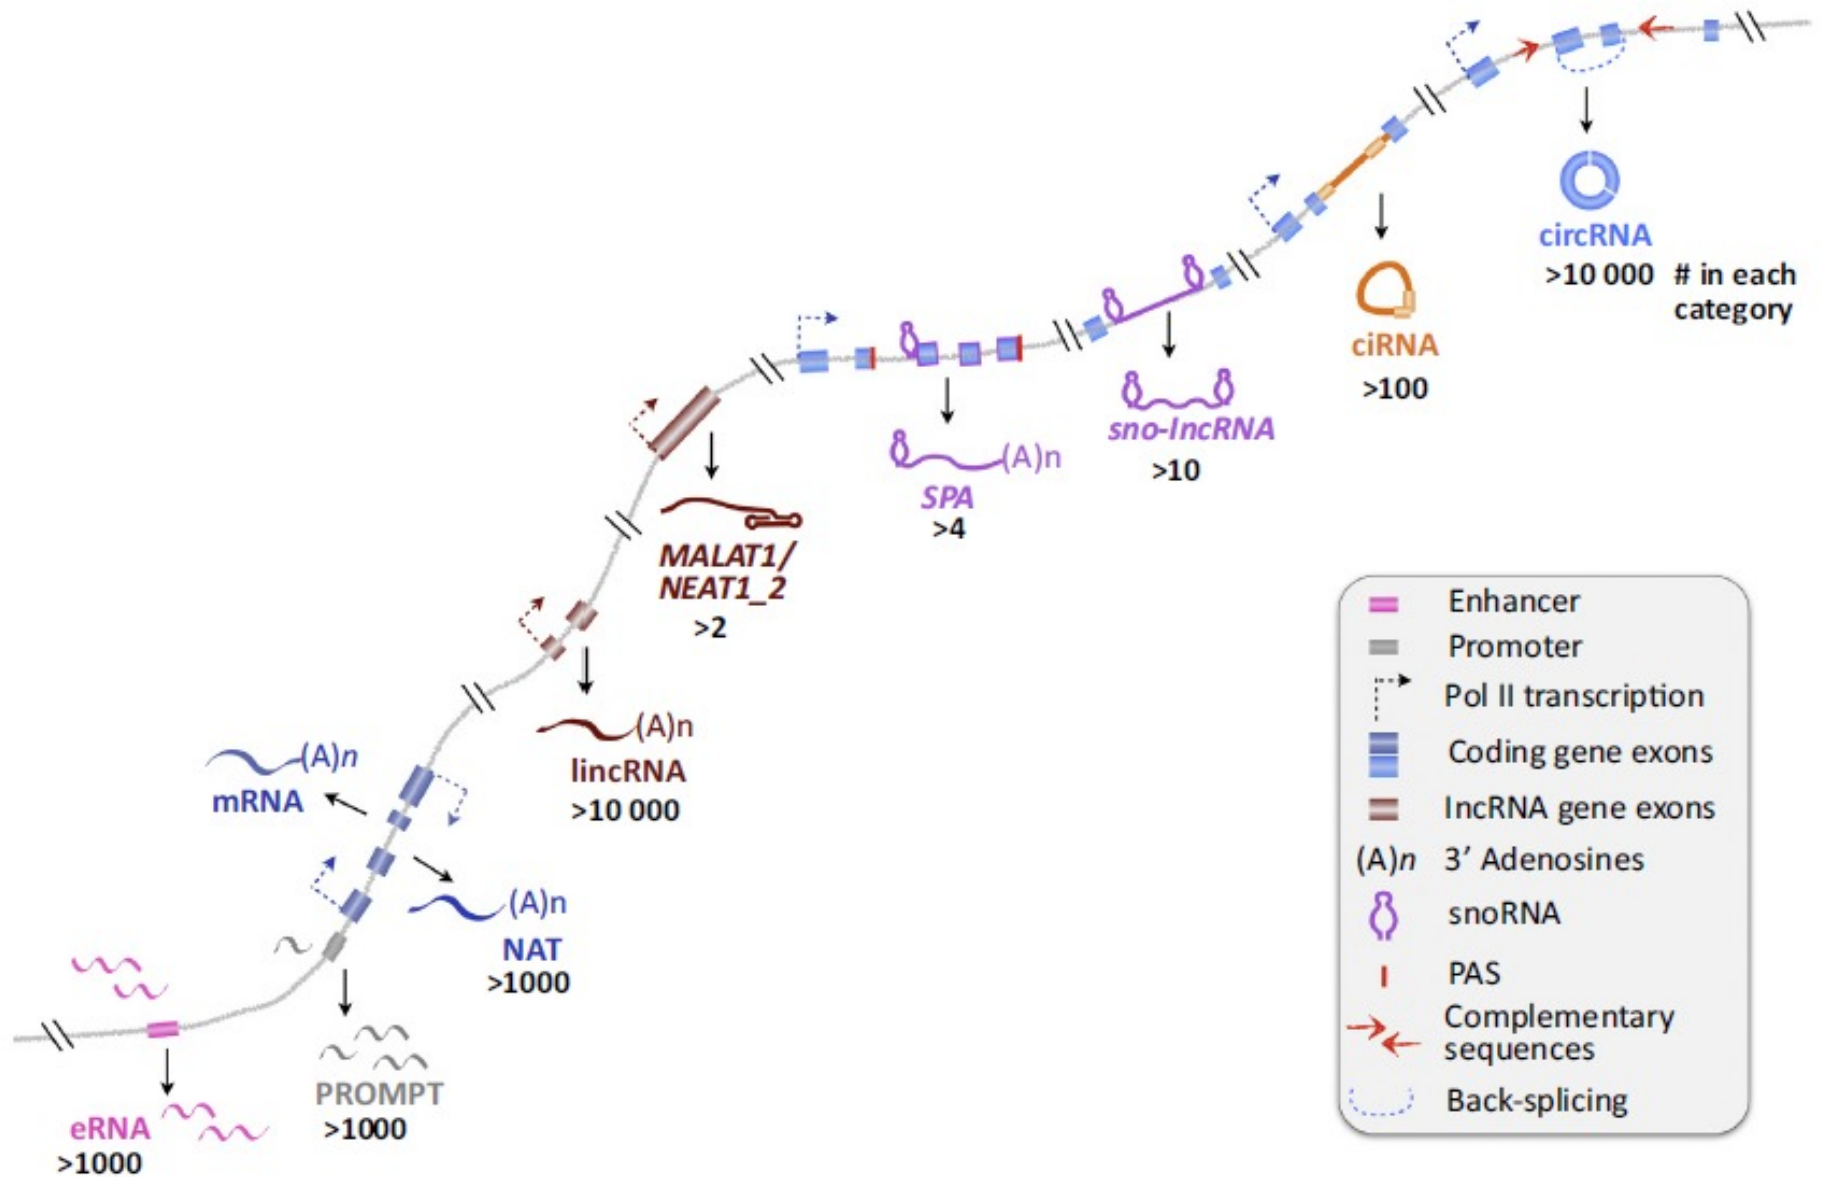 circRNA
>10 000 # in each
category
ciRNA
>100
sno-lncRNA
>10
(A)n
SPA
>4
MALAT1/
NEAT1_2
>2
(A)n
lincRNA
>10 000
(A)n
mRNA
(A)n
NAT
>1000
PROMPT
>1000
eRNA
>1000
Enhancer
Promoter
Pol II transcription
Coding gene exons
lncRNA gene exons
(A)n 3′ Adenosines
snoRNA
PAS
Complementary
sequences
Back-splicing